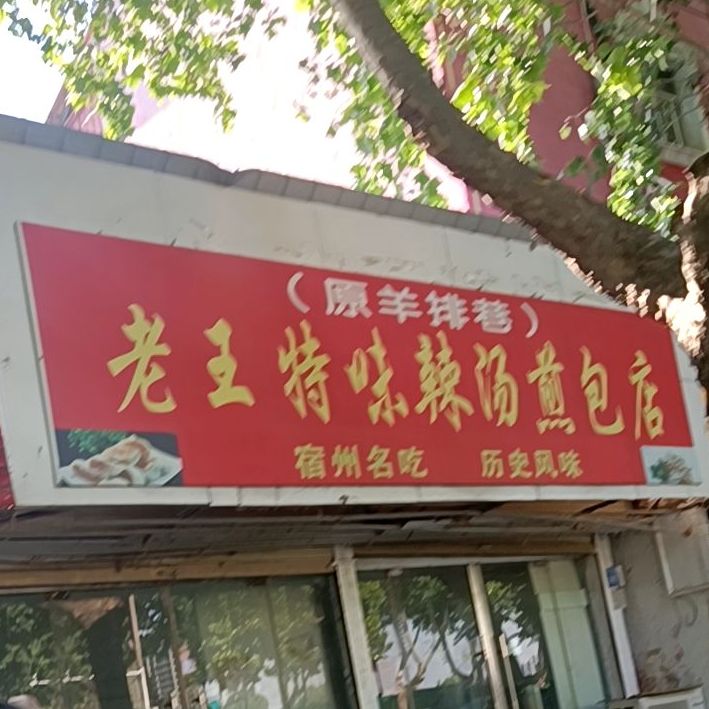 （原羊排巷）
老王特味辣汤煎包店
宿州名吃 历史风味